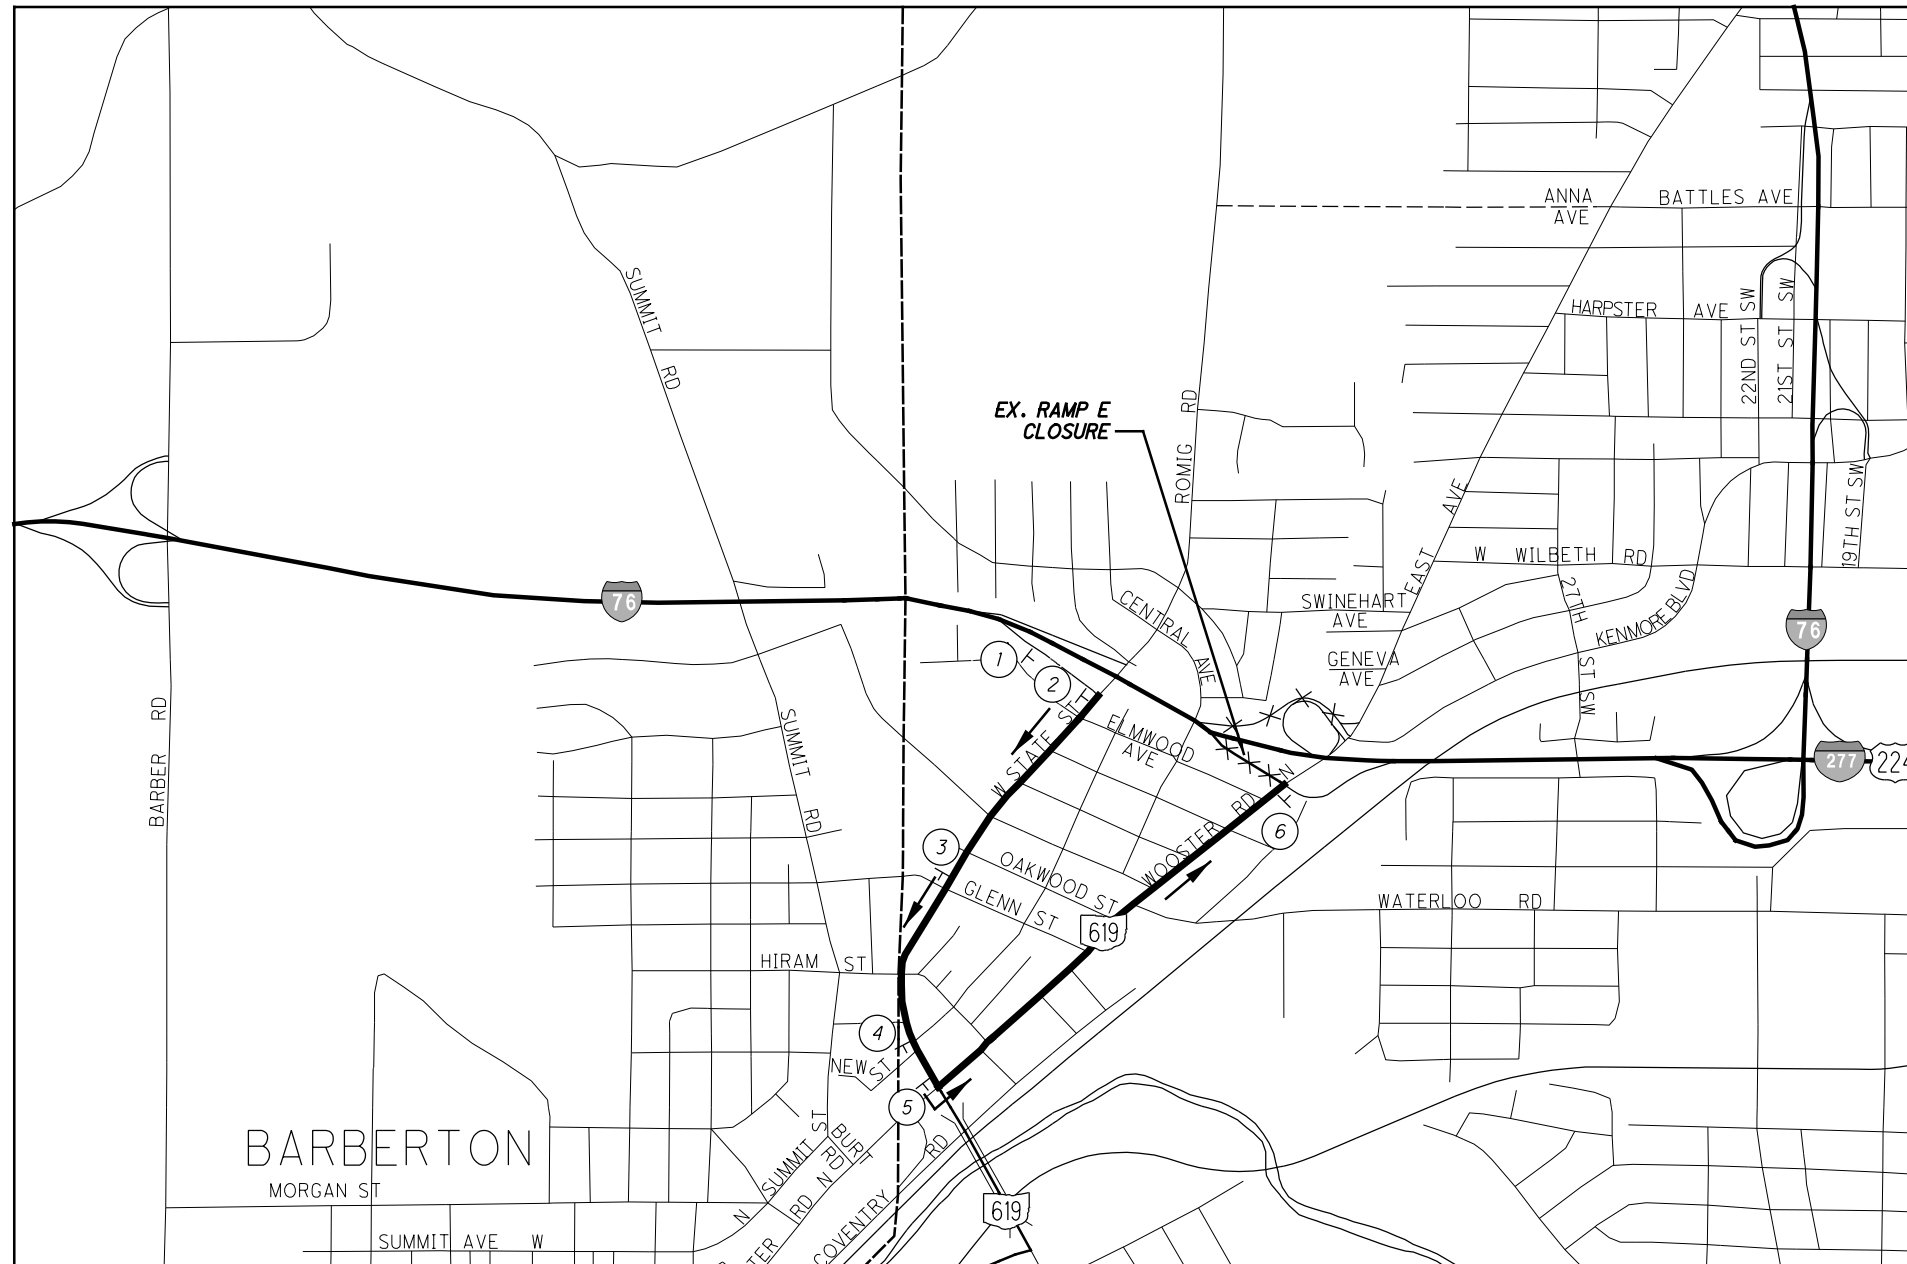 ANNA
AVE
BATTLES AVE
SUMMIT
RD
HARPSTER AVE
22ND ST SW
21ST ST SW
EX. RAMP E
CLOSURE
ROMIG RD
EAST AVE
19TH ST SW
W WILBETH RD
27TH
ST SW
KENMORE BLVD
76
CENTRAL
AVE
SWINEHART
AVE
GENEVA
AVE
76
1
2
BARBER RD
SUMMIT
RD
W STATE ST
ELMWOOD
AVE
277
224
N
WOOSTER RD
6
3
OAKWOOD ST
GLENN ST
WATERLOO RD
619
HIRAM ST
4
NEW ST
5
BARBERTON
MORGAN ST
N SUMMIT ST
BURT
RD
RD N
COVENTRY RD
619
SUMMIT AVE W